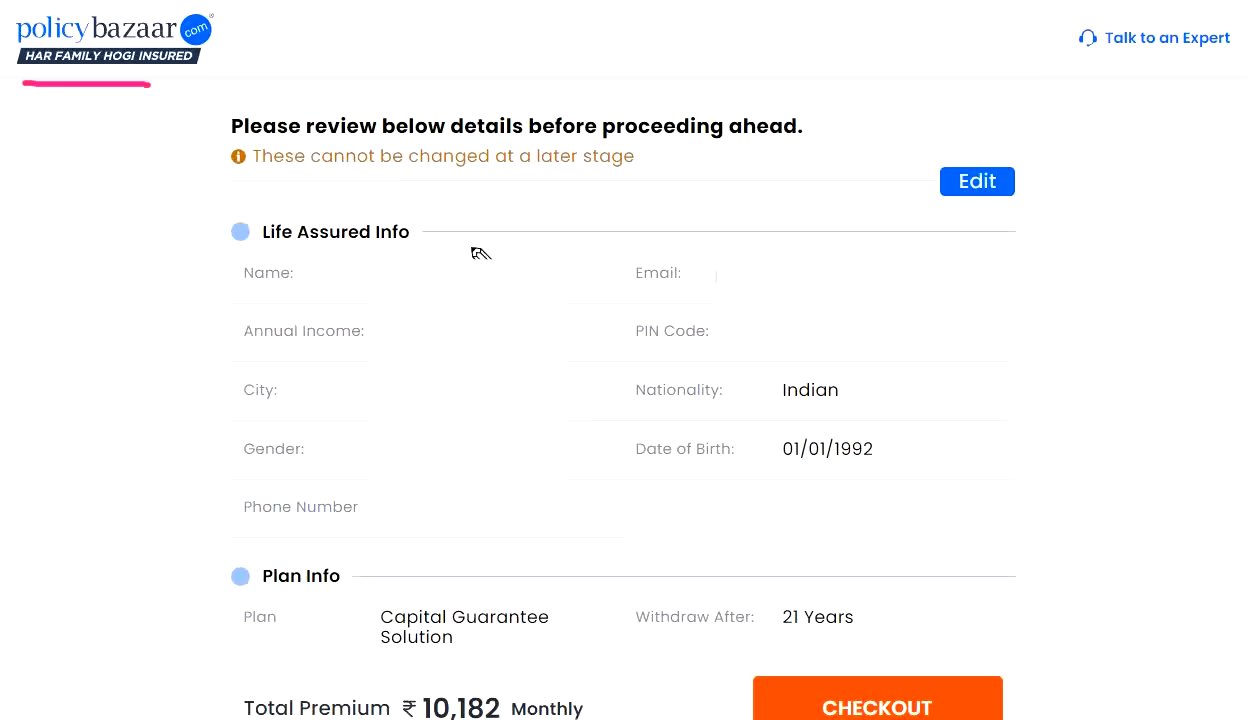 policybazaar com
HAR FAMILY HOGI INSURED
Talk to an Expert
Please review below details before proceeding ahead.
These cannot be changed at a later stage
Edit
Life Assured Info
Name: Email:
Annual Income: PIN Code:
City: Nationality: Indian
Gender: Date of Birth: 01/01/1992
Phone Number
Plan Info
Plan Capital Guarantee Withdraw After: 21 Years
Solution
Total Premium ₹ 10,182 Monthly
CHECKOUT